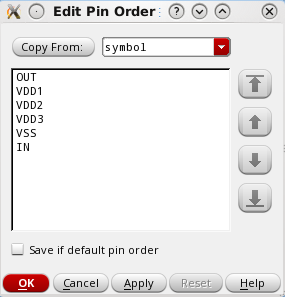 Edit Pin Order
Copy From: symbol
OUT
VDD1
VDD2
VDD3
VSS
IN
Save if default pin order
OK Cancel Apply Reset Help